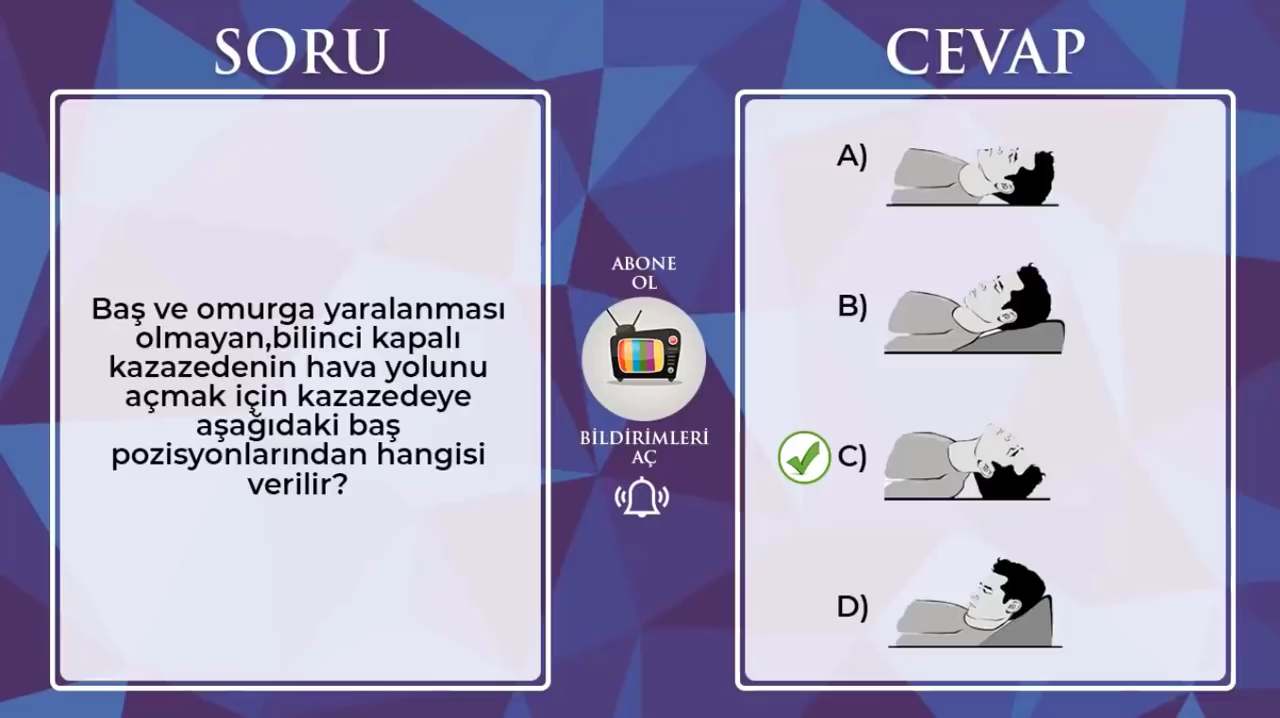 SORU
Baş ve omurga yaralanması
olmayan,bilinci kapalı
kazazedenin hava yolunu
açmak için kazazedeye
aşağıdaki baş
pozisyonlarından hangisi
verilir?
ABONE
OL
BİLDİRİMLERİ
AÇ
CEVAP
A)
B)
C)
D)